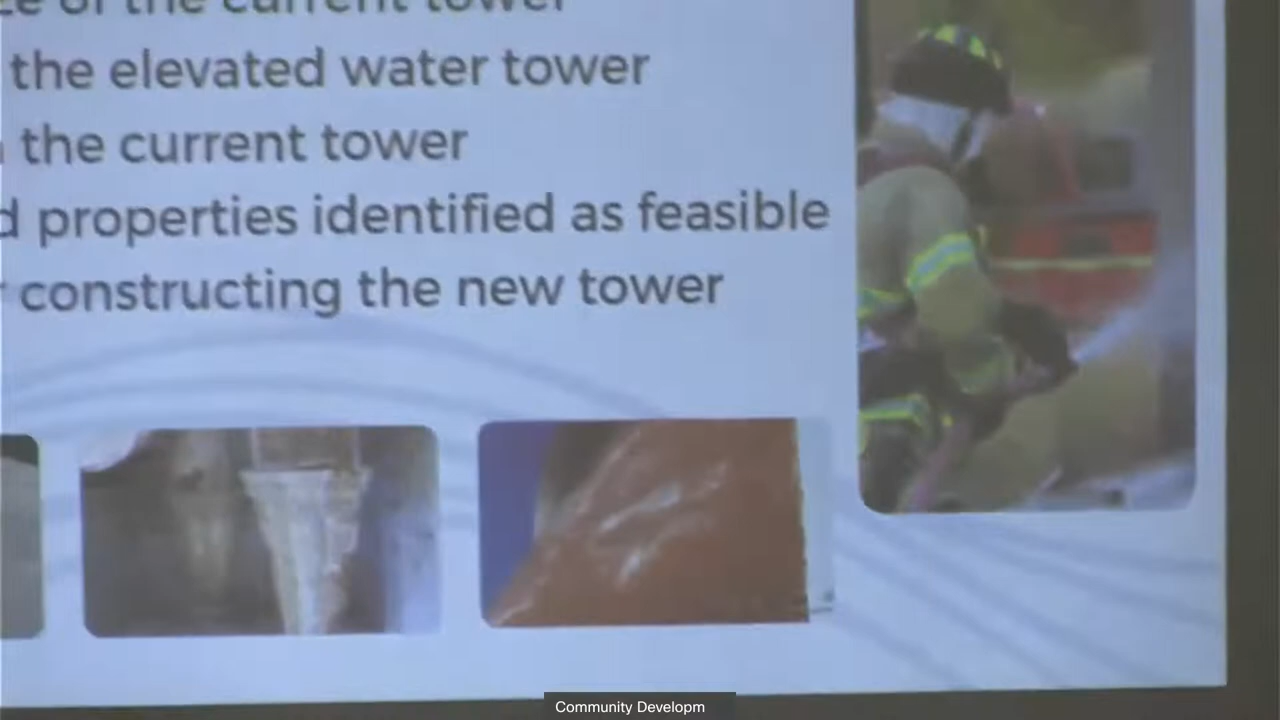 of the current tower
the elevated water tower
the current tower
properties identified as feasible
constructing the new tower
Community Developm